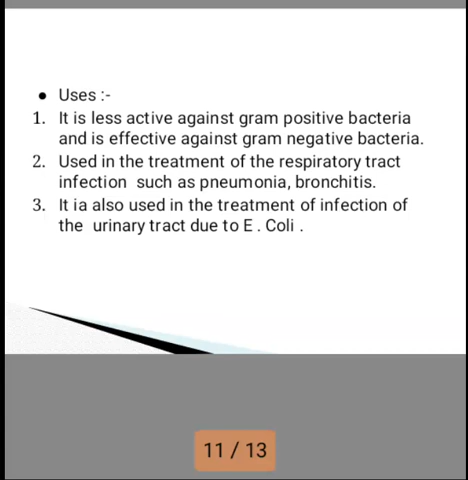 • Uses :-
1. It is less active against gram positive bacteria
and is effective against gram negative bacteria.
2. Used in the treatment of the respiratory tract
infection such as pneumonia, bronchitis.
3. It ia also used in the treatment of infection of
the urinary tract due to E . Coli .
11 / 13